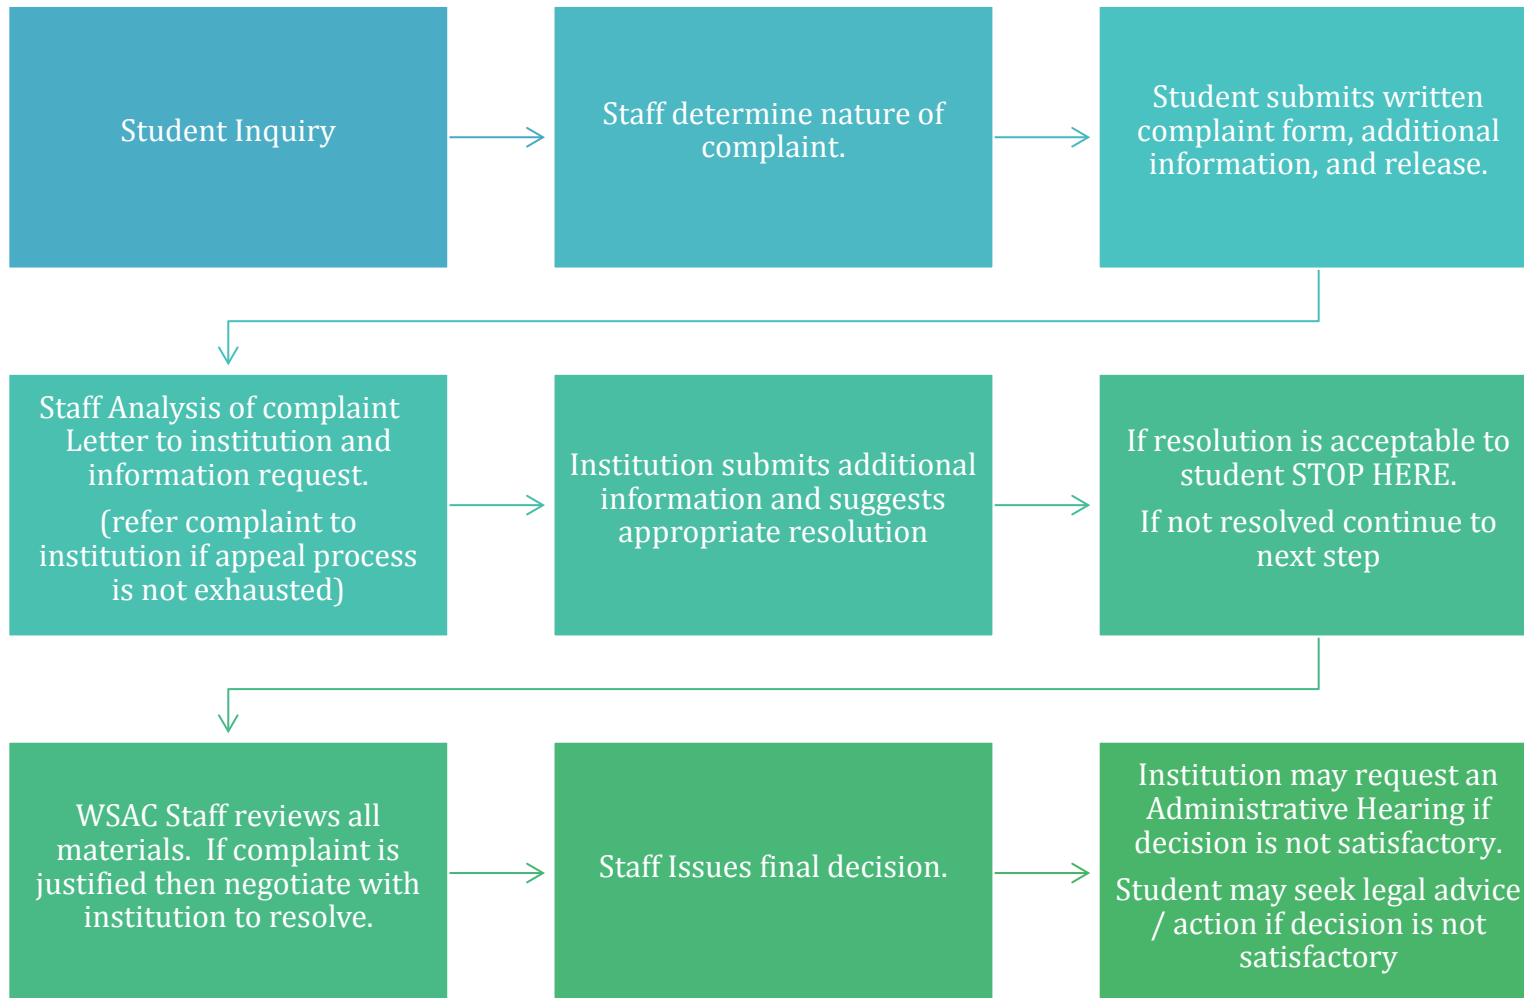 Student Inquiry
Staff determine nature of
complaint.
Student submits written
complaint form, additional
information, and release.
Staff Analysis of complaint
Letter to institution and
information request.
(refer complaint to
institution if appeal process
is not exhausted)
Institution submits additional
information and suggests
appropriate resolution
If resolution is acceptable to
student STOP HERE.
If not resolved continue to
next step
WSAC Staff reviews all
materials.  If complaint is
justified then negotiate with
institution to resolve.
Staff Issues final decision.
Institution may request an
Administrative Hearing if
decision is not satisfactory.
Student may seek legal advice
/ action if decision is not
satisfactory